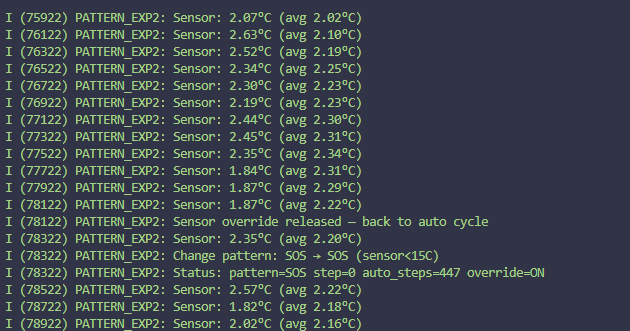 I (75922) PATTERN_EXP2: Sensor: 2.07°C (avg 2.02°C)
I (76122) PATTERN_EXP2: Sensor: 2.63°C (avg 2.10°C)
I (76322) PATTERN_EXP2: Sensor: 2.52°C (avg 2.19°C)
I (76522) PATTERN_EXP2: Sensor: 2.34°C (avg 2.25°C)
I (76722) PATTERN_EXP2: Sensor: 2.30°C (avg 2.23°C)
I (76922) PATTERN_EXP2: Sensor: 2.19°C (avg 2.23°C)
I (77122) PATTERN_EXP2: Sensor: 2.44°C (avg 2.30°C)
I (77322) PATTERN_EXP2: Sensor: 2.45°C (avg 2.31°C)
I (77522) PATTERN_EXP2: Sensor: 2.35°C (avg 2.34°C)
I (77722) PATTERN_EXP2: Sensor: 1.84°C (avg 2.31°C)
I (77922) PATTERN_EXP2: Sensor: 1.87°C (avg 2.29°C)
I (78122) PATTERN_EXP2: Sensor: 1.87°C (avg 2.22°C)
I (78122) PATTERN_EXP2: Sensor override released — back to auto cycle
I (78322) PATTERN_EXP2: Sensor: 2.35°C (avg 2.20°C)
I (78322) PATTERN_EXP2: Change pattern: SOS → SOS (sensor<15C)
I (78322) PATTERN_EXP2: Status: pattern=SOS step=0 auto_steps=447 override=ON
I (78522) PATTERN_EXP2: Sensor: 2.57°C (avg 2.22°C)
I (78722) PATTERN_EXP2: Sensor: 1.82°C (avg 2.18°C)
I (78922) PATTERN_EXP2: Sensor: 2.02°C (avg 2.16°C)